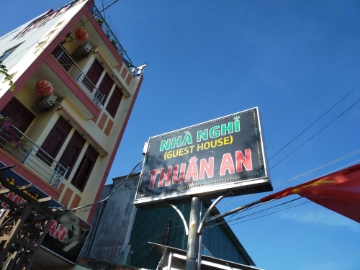 NHÀ NGHỈ
(GUEST HOUSE)
THUẬN AN